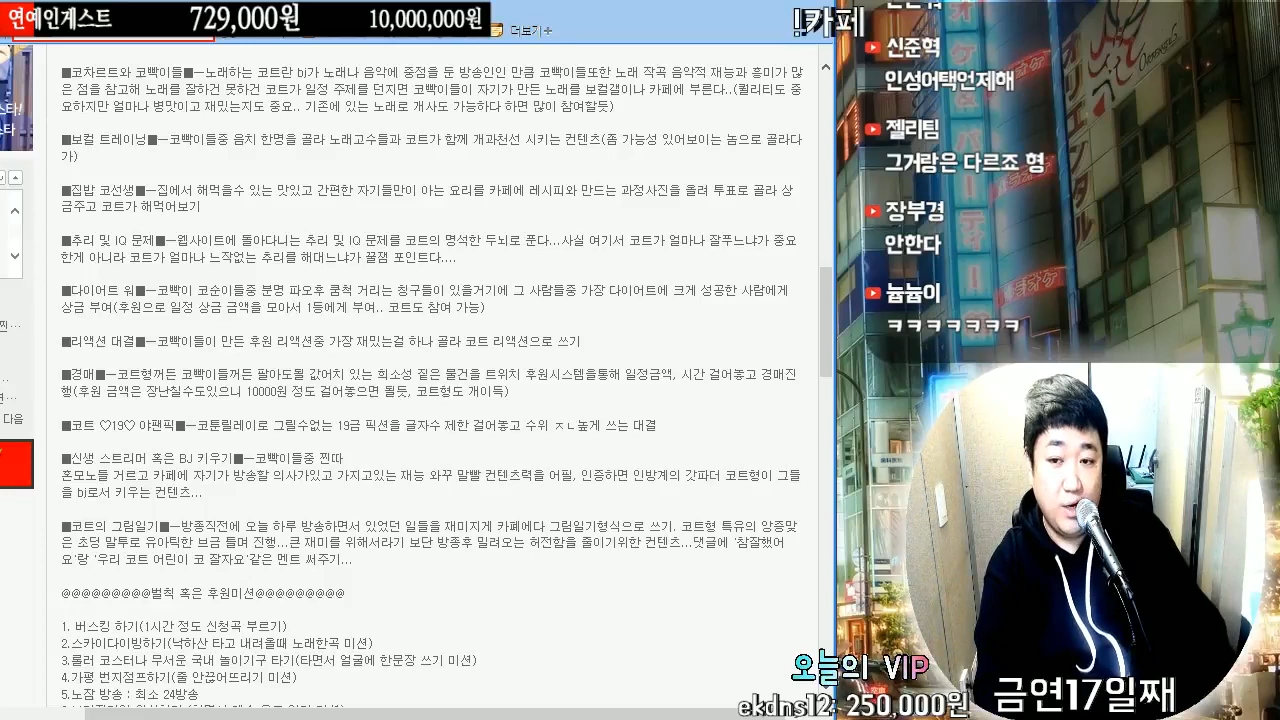 연예인게스트 729,000원 10,000,000원
더보기+
!카페
■코차르트와 코빡이들■—노래하는 코트란 bj가 노래나 음악에 중점을 둔 방송인인 만큼 코빡이들또한 노래 작곡 음악적 재능과 흥미가 많
은 점을 참고해 노래를 잘하건 못하건 코트가 일정 주제를 던지면 코빡이들이 자기가 만든 노래를 보컬갤이나 카페에 부른다..(퀄리티도 중
요하지만 얼마나 병맛이고 재밌는지도 중요.. 기존에 있는 노래로 개사도 가능하다 하면 많이 참여할듯)
■보컬 트레이닝■—코빡이들중 음치 한명을 골라 노래고수들과 코트가 합심해 개과천선 시키는 컨텐츠(좀 가능성 있어보이는 놈으로 골라다
가)
■집밥 코선생■—집에서 해먹을수 있는 맛있고 간편한 자기들만이 아는 요리를 카페에 레시피와 만드는 과정사진을 올려 투표로 골라 상
금주고 코트가 해먹어보기
■추리 및 IQ 문제■—웹사이트에 돌아다니는 추리 및 IQ 문제를 코트의 명석한 두뇌로 푼다...사실 여기서 코트가 얼마나 잘푸느냐가 중요
한게 아니라 코트가 얼마나 느작없는 추리를 해대느냐가 꿀잼 포인트다....
■다이어트 워■—코빡이 코순이들중 분명 파오후 쿰척 거리는 칭구들이 있을거기에 그 사람들중 가장 다이어트에 크게 성공한 사람에게
상금 부여(후원으로 일정 상금 금액을 모아서 1등에게 부여.. 코트도 참여 가능)
■리액션 대결■—코빡이들이 만든 후원 리액션중 가장 재밌는걸 하나 골라 코트 리액션으로 쓰기
■경매■—코트형꺼든 코빡이들꺼든 팔아도될 값어치 있는 희소성 짙은 물건을 트위치 후원시스템을통해 일정금액, 시간 걸어놓고 경매진
행(후원 금액은 장난칠수도있으니 10000원 정도 걸어놓으면 될듯, 코트형도 개이득)
■코트 ♡19♡ 야팬픽■—코툰릴레이로 그릴수없는 19금 픽션을 글자수 제한 걸어놓고 수위 ㅈㄴ높게 쓰는 대결
■신생 스트리머 혹은 BJ 키우기■—코빡이들중 찐따
혼모노들 거르고 카페에 자기가 방송할 의사가있고 가지고있는 재능 와꾸 말빨 컨텐츠력을 어필, 인증하면 인방계의 갓파더 코트형이 그들
을 bj로서 키우는 컨텐츠...
■코트의 그림일기■—방종직전에 오늘 하루 방송하면서 있었던 일들을 재미지게 카페에다 그림일기형식으로 쓰기. 코트형 특유의 앙증맞
은 초딩 말투로 유아틱한 브금 틀며 진행...큰 재미를 위해서라기 보단 방종후 밀려오는 허전함을 줄이기위한 컨텐츠...댓글에 '참잘했어
요'랑 '우리 코트 어린이 코 잘자요'같은 멘트 써주기...
@@@@@@@@@벌칙 혹은 후원미션@@@@@@@@@
1. 버스킹 하기(1시간 정도 신청곡 부르기)
2.스카이다이빙하기(낙하산 타고 내려올때 노래한곡 미션)
3.롤러 코스터나 무서운 국내 놀이기구 타기(타면서 얼굴에 한문장 쓰기 미션)
4.가평 번지점프하기(물안끊어뜨리기 미션)
5.노잠 방송 : 최소 24방송
다음
신준혁
인성어택언제해
젤리팀
그거랑은 다르죠 형
장부경
안한다
늄늄이
ㅋㅋㅋㅋㅋㅋㅋ
오늘의 VIP
ekdns12: 250,000원
금연17일째